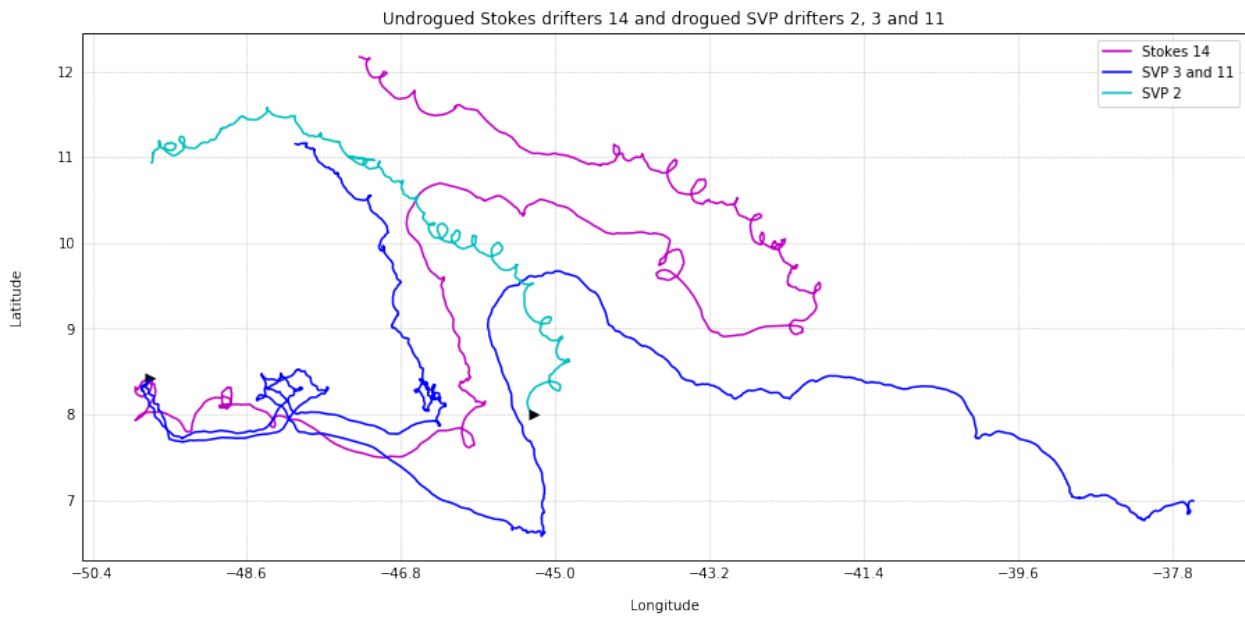 Undrogued Stokes drifters 14 and drogued SVP drifters 2, 3 and 11
Stokes 14
SVP 3 and 11
SVP 2
12
11
10
9
8
7
Latitude
−50.4
−48.6
−46.8
−45.0
−43.2
−41.4
−39.6
−37.8
Longitude